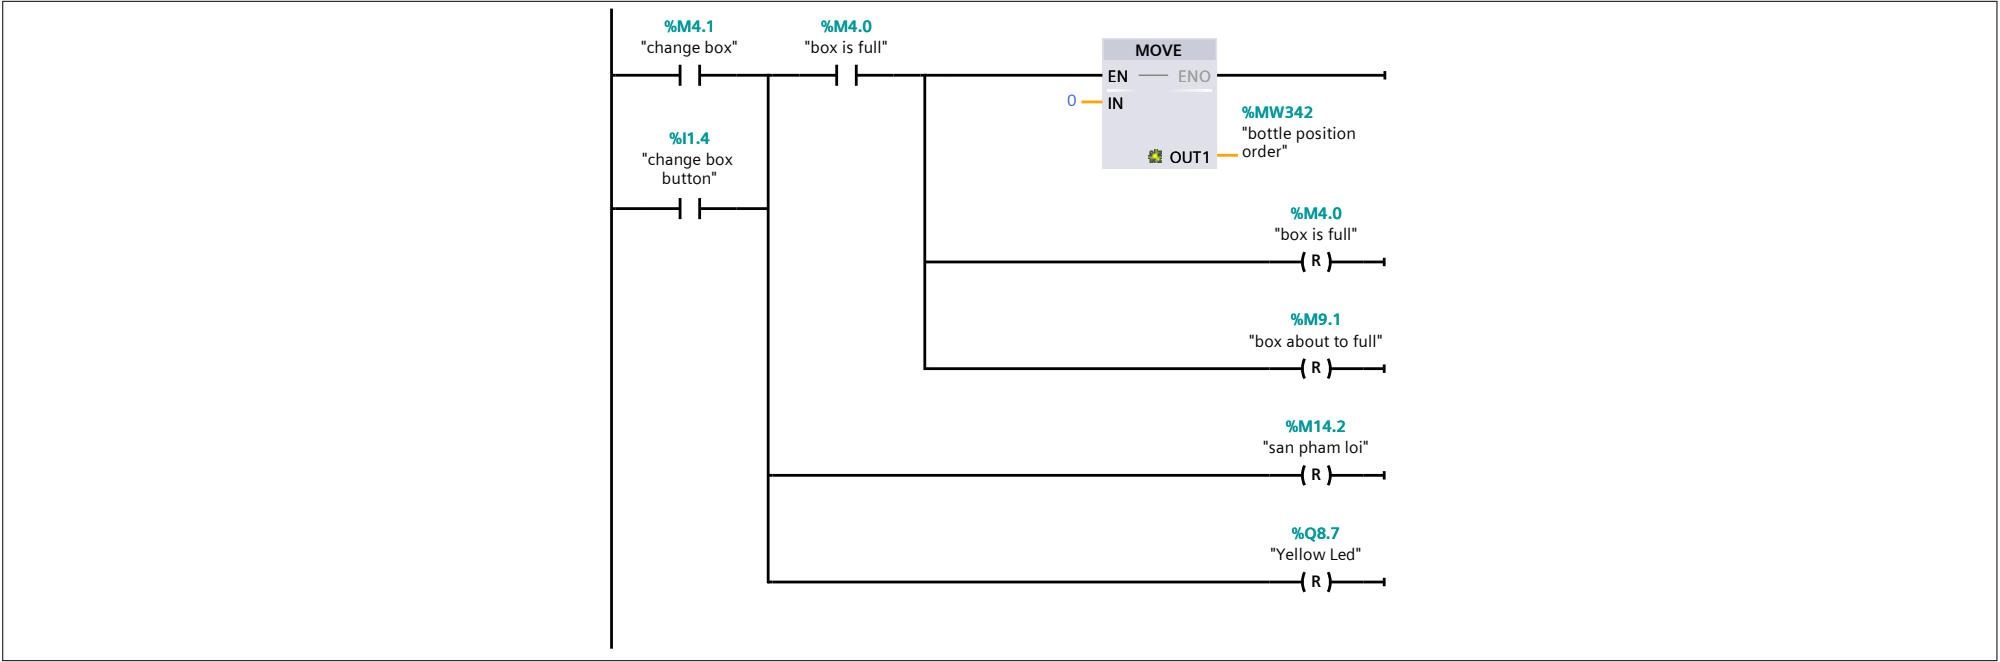 %M4.1
"change box"
%M4.0
"box is full"
MOVE
EN
ENO
0
IN
%MW342
"bottle position
order"
OUT1
%I1.4
"change box
button"
%M4.0
"box is full"
( R )
%M9.1
"box about to full"
( R )
%M14.2
"san pham loi"
( R )
%Q8.7
"Yellow Led"
( R )